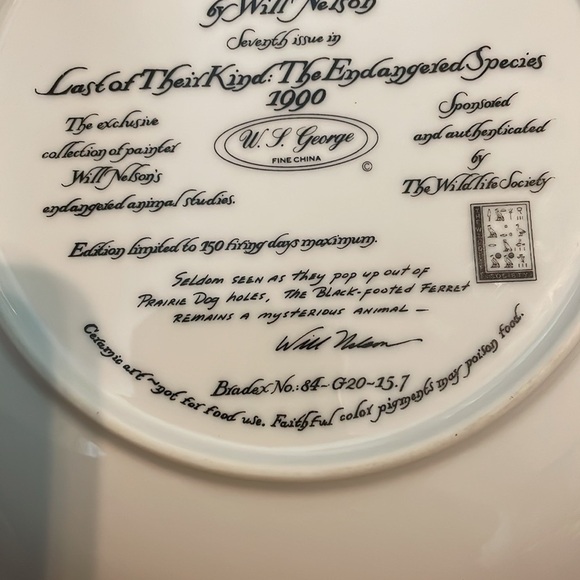 by Will Nelson
Seventh issue in
Last of Their Kind: The Endangered Species
1990
The exclusive
collection of painter
Will Nelson's
endangered animal studies.
W. S. George
FINE CHINA
©
Sponsored
and authenticated
by
The Wildlife Society
Edition limited to 150 firing days maximum.
SELDOM SEEN AS THEY POP UP OUT OF
PRAIRIE DOG HOLES, THE BLACK-FOOTED FERRET
REMAINS A MYSTERIOUS ANIMAL —
Will Nelson
Bradex No.: 84-G20-15.7
Ceramic art ~ not for food use. Faithful color pigments may poison food.
SOCIETY